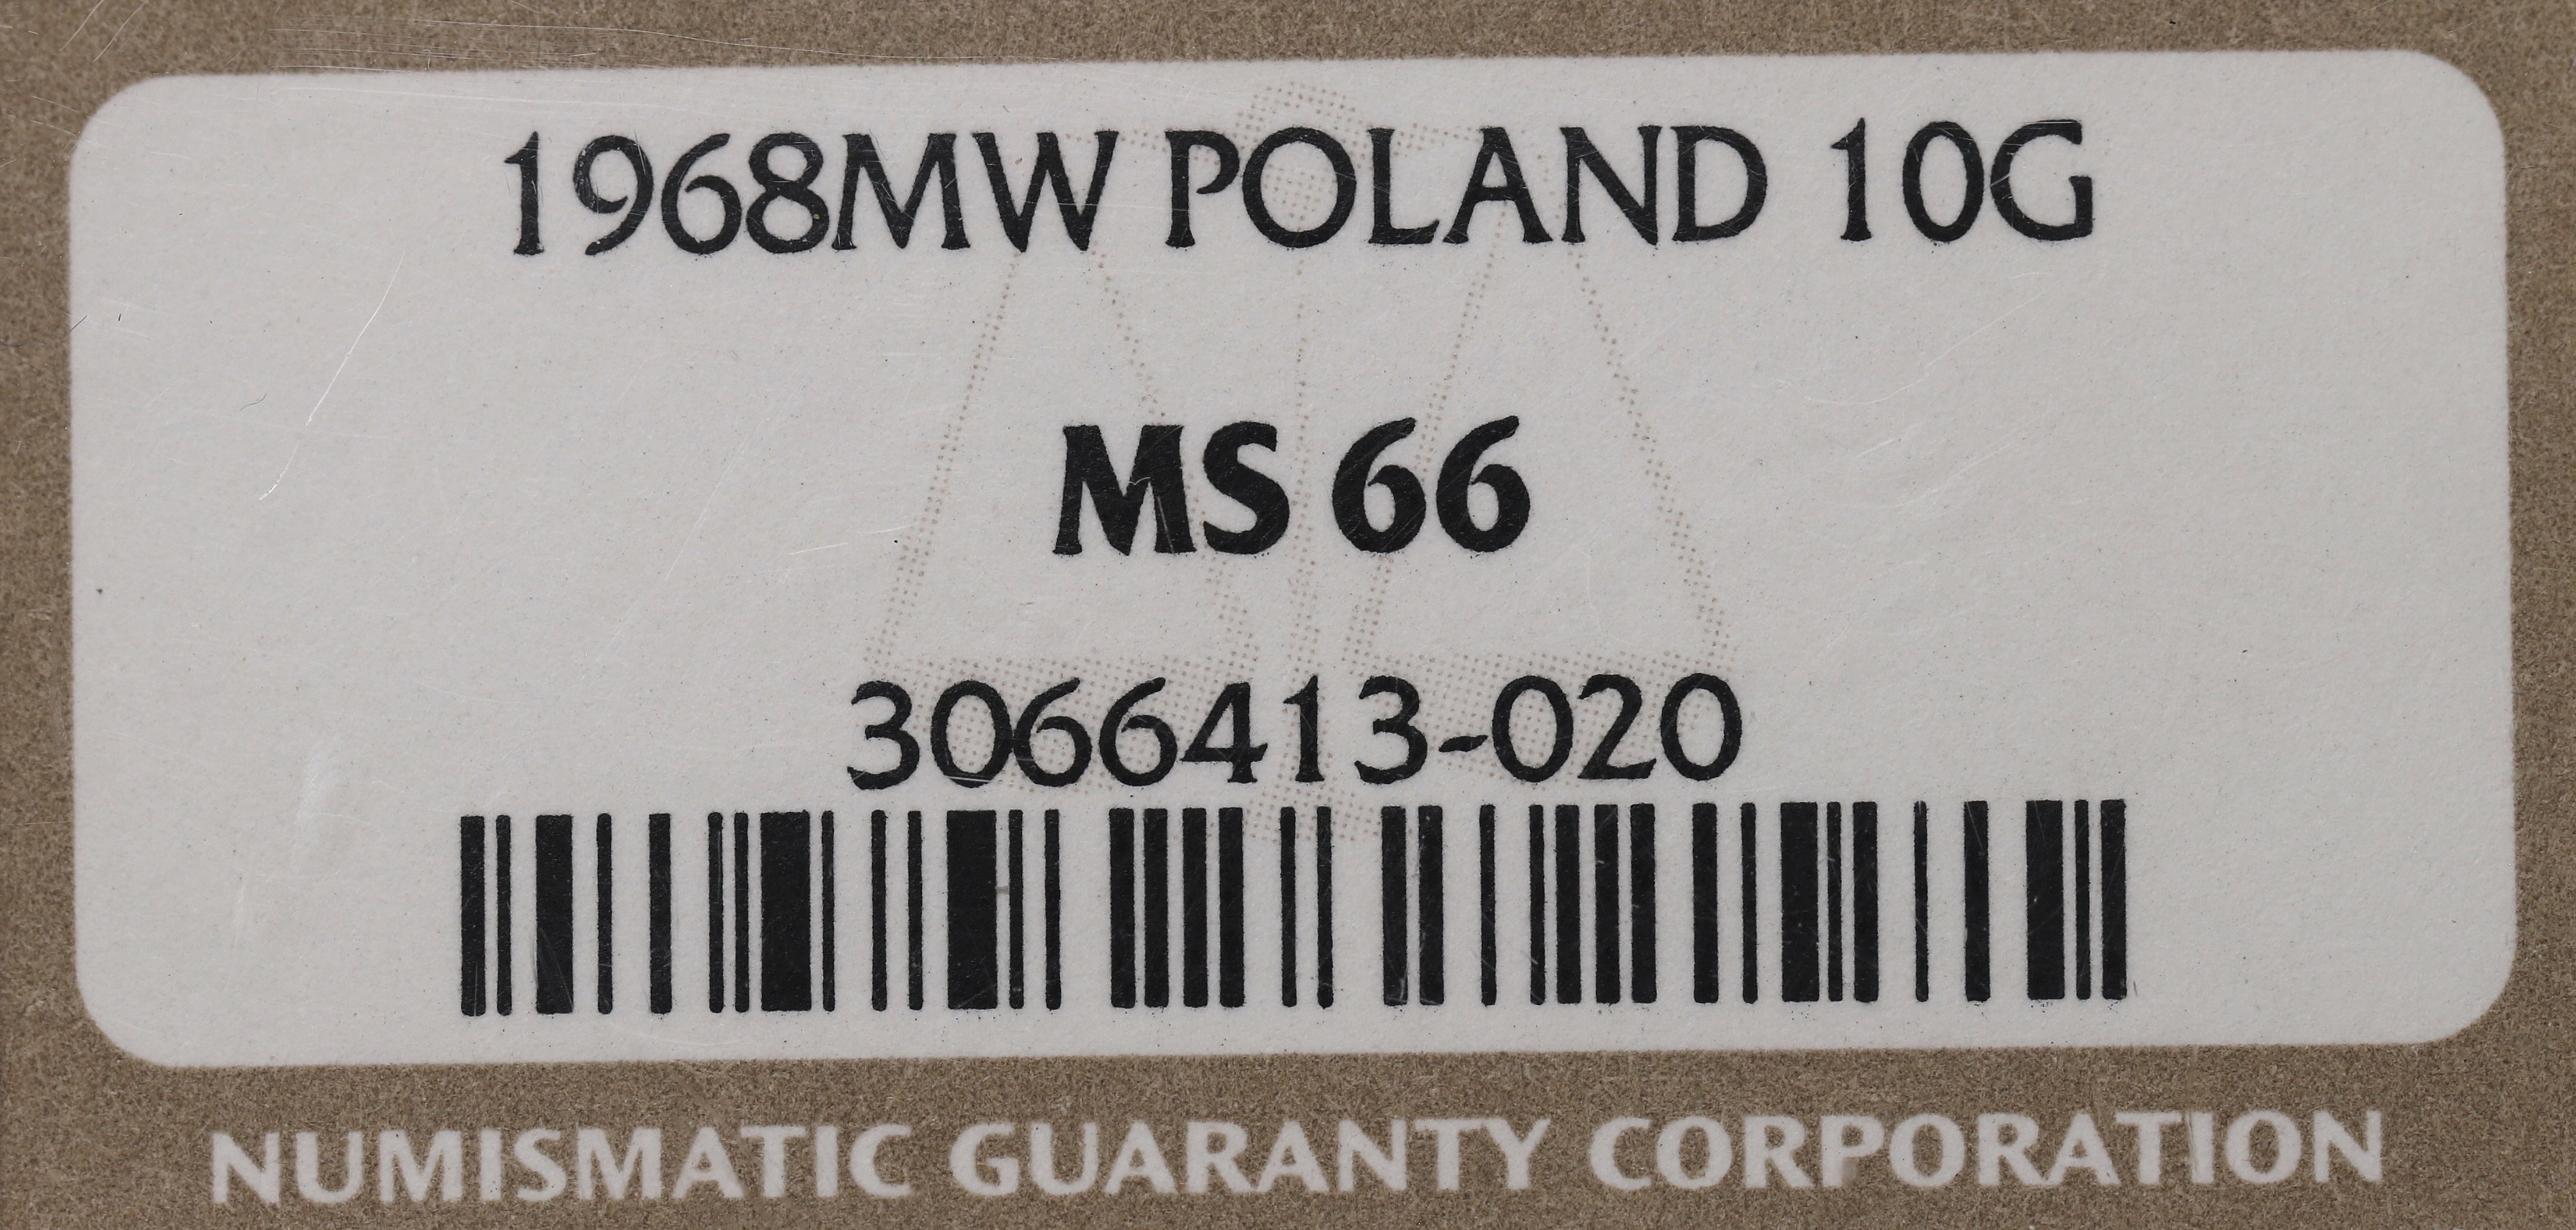 1968MW POLAND 10G
MS 66
3066413-020
NUMISMATIC GUARANTY CORPORATION